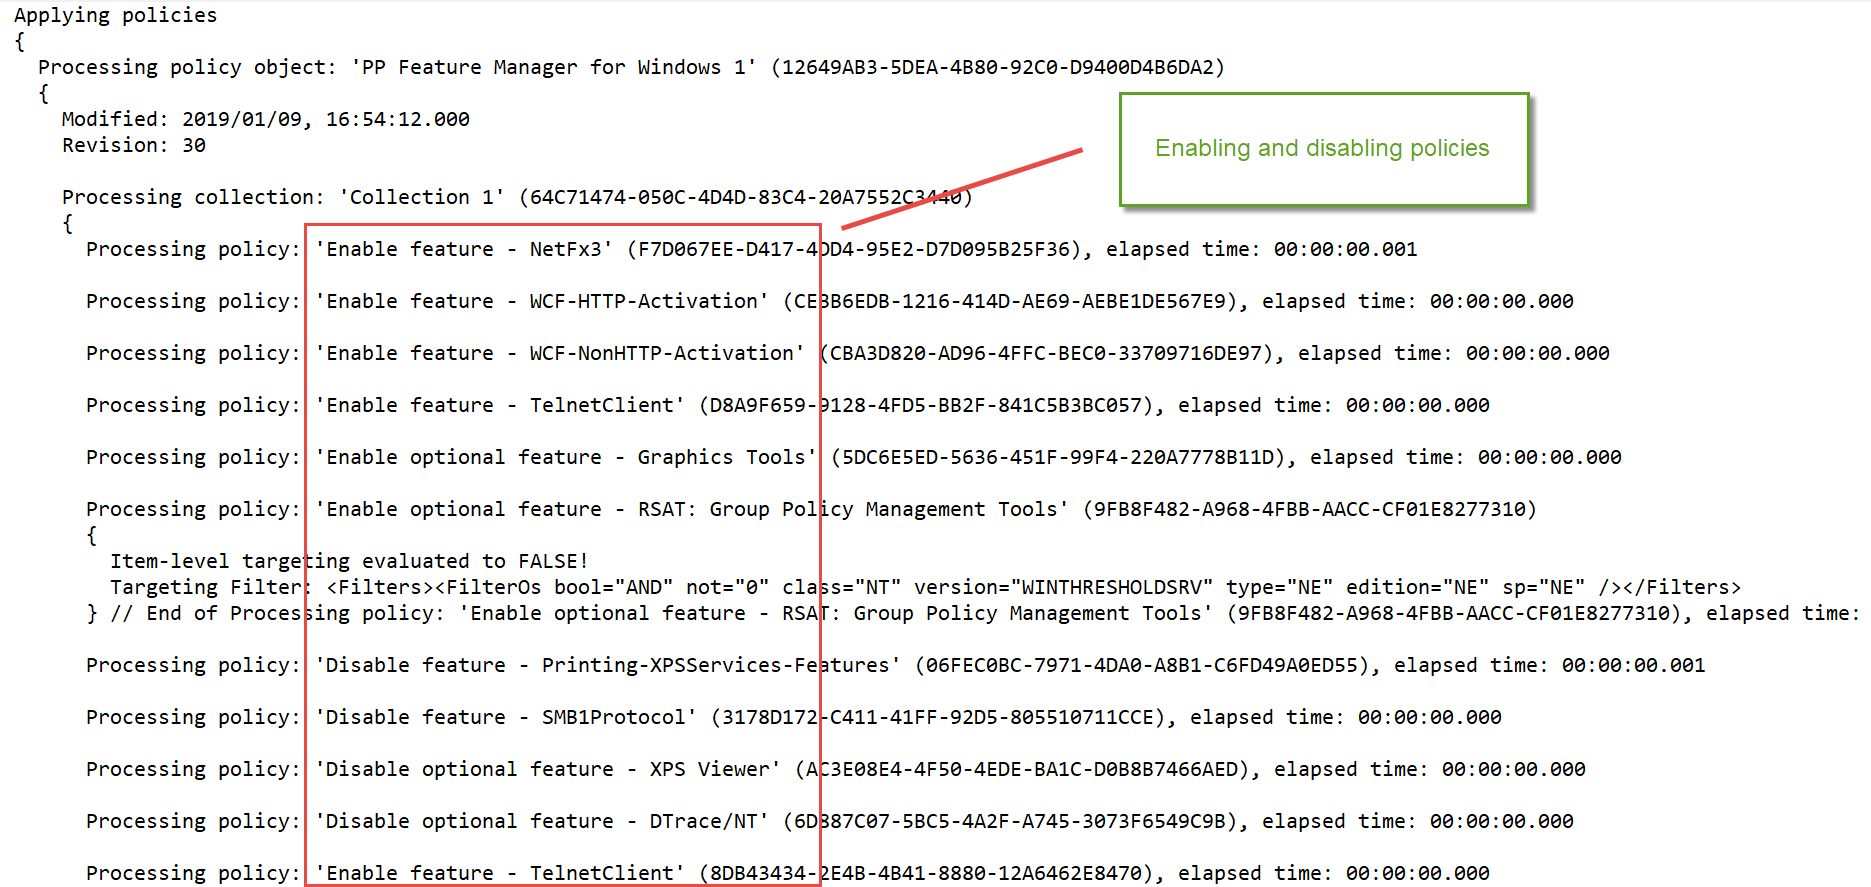 Applying policies
{
Processing policy object: 'PP Feature Manager for Windows 1' (12649AB3-5DEA-4B80-92C0-D9400D4B6DA2)
{
Modified: 2019/01/09, 16:54:12.000
Revision: 30
Enabling and disabling policies
Processing collection: 'Collection 1' (64C71474-050C-4D4D-83C4-20A7552C3440)
{
Processing policy: 'Enable feature - NetFx3' (F7D067EE-D417-4DD4-95E2-D7D095B25F36), elapsed time: 00:00:00.001
Processing policy: 'Enable feature - WCF-HTTP-Activation' (CEBB6EDB-1216-414D-AE69-AEBE1DE567E9), elapsed time: 00:00:00.000
Processing policy: 'Enable feature - WCF-NonHTTP-Activation' (CBA3D820-AD96-4FFC-BEC0-33709716DE97), elapsed time: 00:00:00.000
Processing policy: 'Enable feature - TelnetClient' (D8A9F659-9128-4FD5-BB2F-841C5B3BC057), elapsed time: 00:00:00.000
Processing policy: 'Enable optional feature - Graphics Tools' (5DC6E5ED-5636-451F-99F4-220A7778B11D), elapsed time: 00:00:00.000
Processing policy: 'Enable optional feature - RSAT: Group Policy Management Tools' (9FB8F482-A968-4FBB-AACC-CF01E8277310)
{
Item-level targeting evaluated to FALSE!
Targeting Filter: <Filters><FilterOs bool="AND" not="0" class="NT" version="WINTHRESHOLDSRV" type="NE" edition="NE" sp="NE" /></Filters>
} // End of Processing policy: 'Enable optional feature - RSAT: Group Policy Management Tools' (9FB8F482-A968-4FBB-AACC-CF01E8277310), elapsed time:
Processing policy: 'Disable feature - Printing-XPSServices-Features' (06FEC0BC-7971-4DA0-A8B1-C6FD49A0ED55), elapsed time: 00:00:00.001
Processing policy: 'Disable feature - SMB1Protocol' (3178D172-C411-41FF-92D5-805510711CCE), elapsed time: 00:00:00.000
Processing policy: 'Disable optional feature - XPS Viewer' (AC3E08E4-4F50-4EDE-BA1C-D0B8B7466AED), elapsed time: 00:00:00.000
Processing policy: 'Disable optional feature - DTrace/NT' (6D887C07-5BC5-4A2F-A745-3073F6549C9B), elapsed time: 00:00:00.000
Processing policy: 'Enable feature - TelnetClient' (8DB43434-2E4B-4B41-8880-12A6462E8470), elapsed time: 00:00:00.000